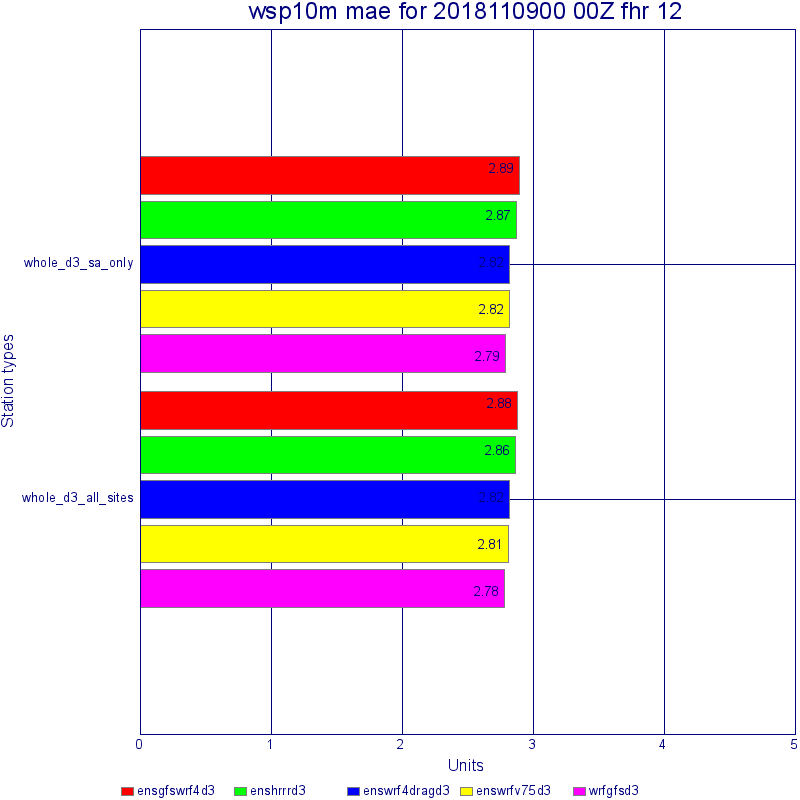 wsp10m mae for 2018110900 00Z fhr 12
2.89
2.87
whole_d3_sa_only
2.82
2.82
2.79
Station types
2.88
2.86
whole_d3_all_sites
2.82
2.81
2.78
0 1 2 3 4 5
Units
ensgfswrf4d3 enshrrrd3 enswrf4dragd3 enswrfv75d3 wrfgfsd3